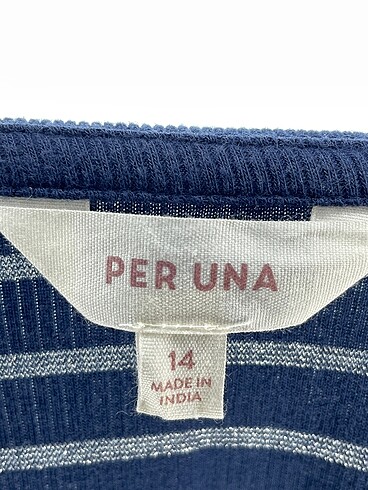 PER UNA
14
MADE IN
INDIA